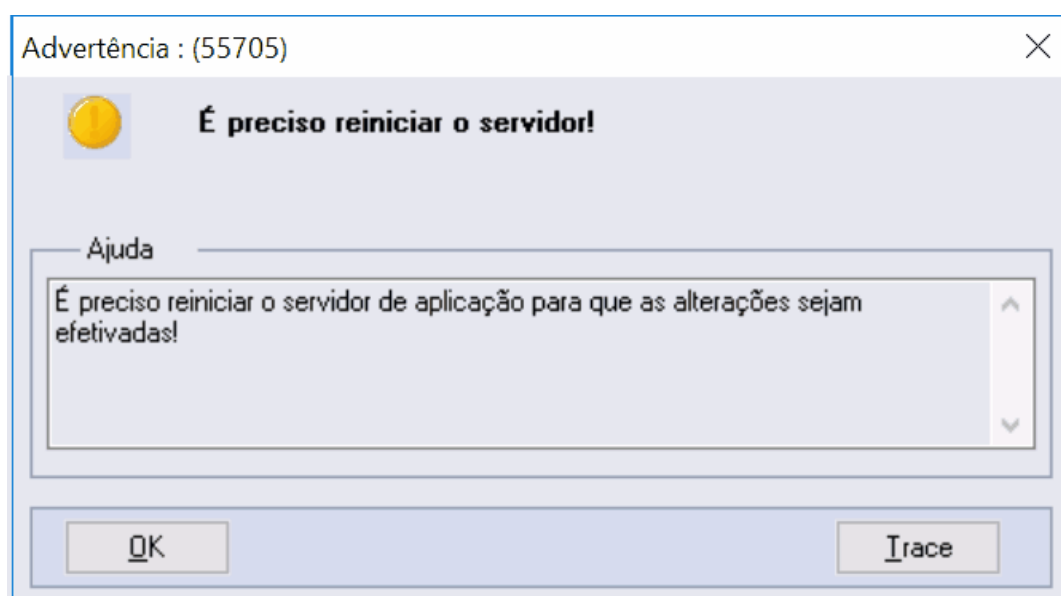 Advertência : (55705)
É preciso reiniciar o servidor!
Ajuda
É preciso reiniciar o servidor de aplicação para que as alterações sejam
efetivadas!
OK
Trace